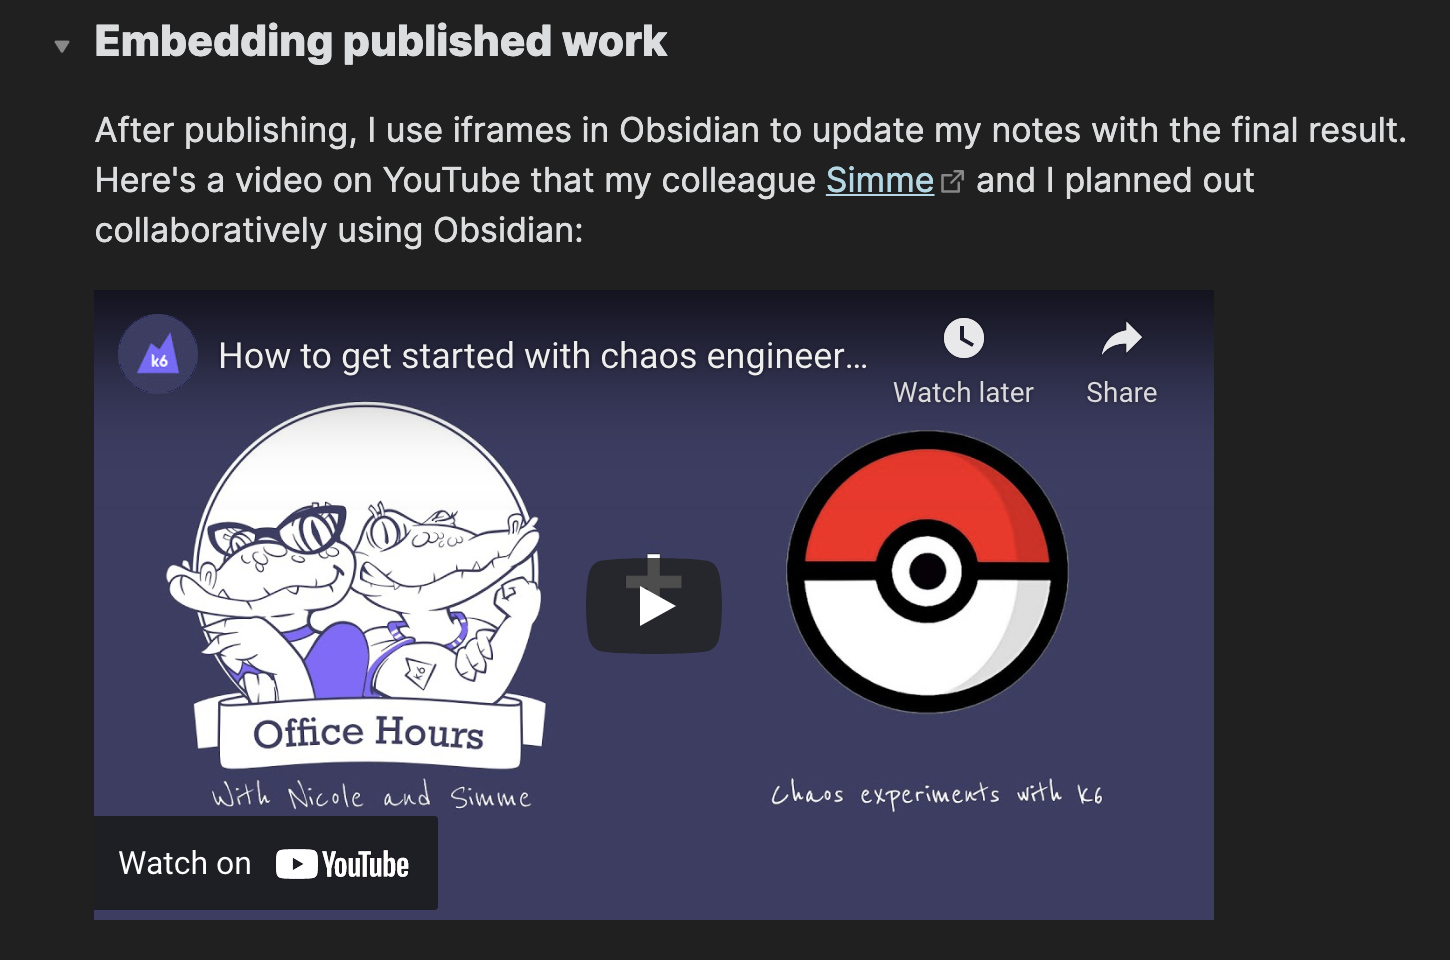 Embedding published work
After publishing, I use iframes in Obsidian to update my notes with the final result.
Here's a video on YouTube that my colleague Simme and I planned out
collaboratively using Obsidian:
k6
How to get started with chaos engineer...
Watch later
Share
k6
Office Hours
With Nicole and Simme
Chaos experiments with k6
Watch on YouTube